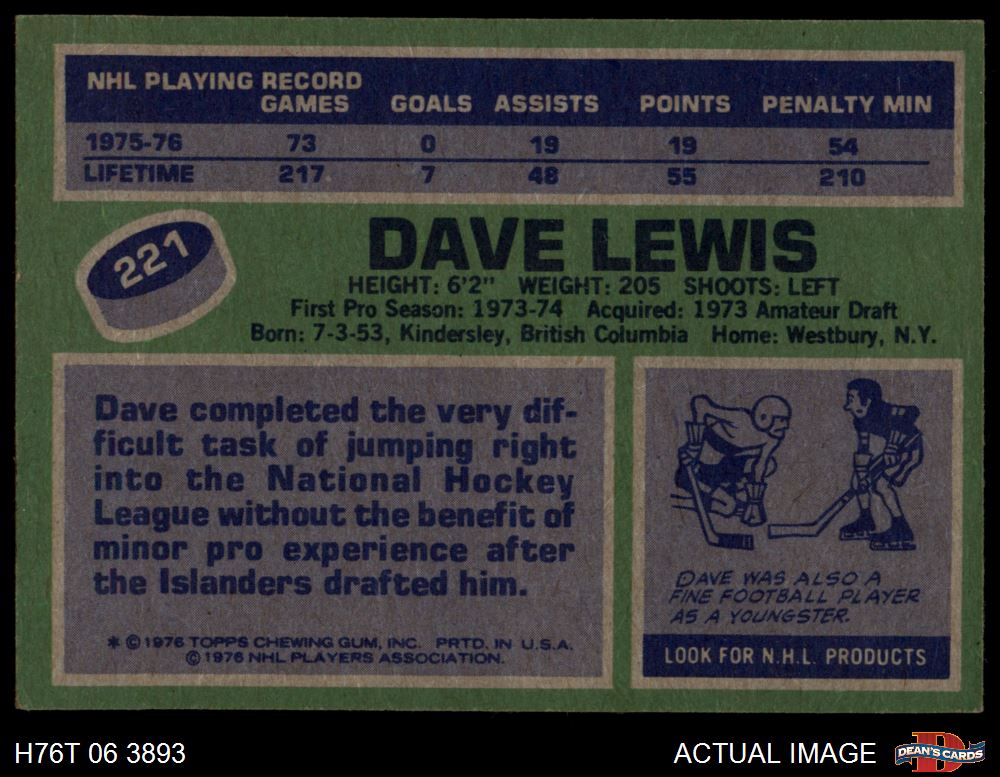 NHL PLAYING RECORD
GAMES GOALS ASSISTS POINTS PENALTY MIN
1975-76 73 0 19 19 54
LIFETIME 217 7 48 55 210
221
DAVE LEWIS
HEIGHT: 6'2" WEIGHT: 205 SHOOTS: LEFT
First Pro Season: 1973-74 Acquired: 1973 Amateur Draft
Born: 7-3-53, Kindersley, British Columbia Home: Westbury, N.Y.
Dave completed the very dif-
ficult task of jumping right
into the National Hockey
League without the benefit of
minor pro experience after
the Islanders drafted him.
* © 1976 TOPPS CHEWING GUM, INC. PRTD. IN U.S.A.
© 1976 NHL PLAYERS ASSOCIATION.
DAVE WAS ALSO A
FINE FOOTBALL PLAYER
AS A YOUNGSTER.
LOOK FOR N.H.L. PRODUCTS
H76T 06 3893 ACTUAL IMAGE D DEAN'S CARDS